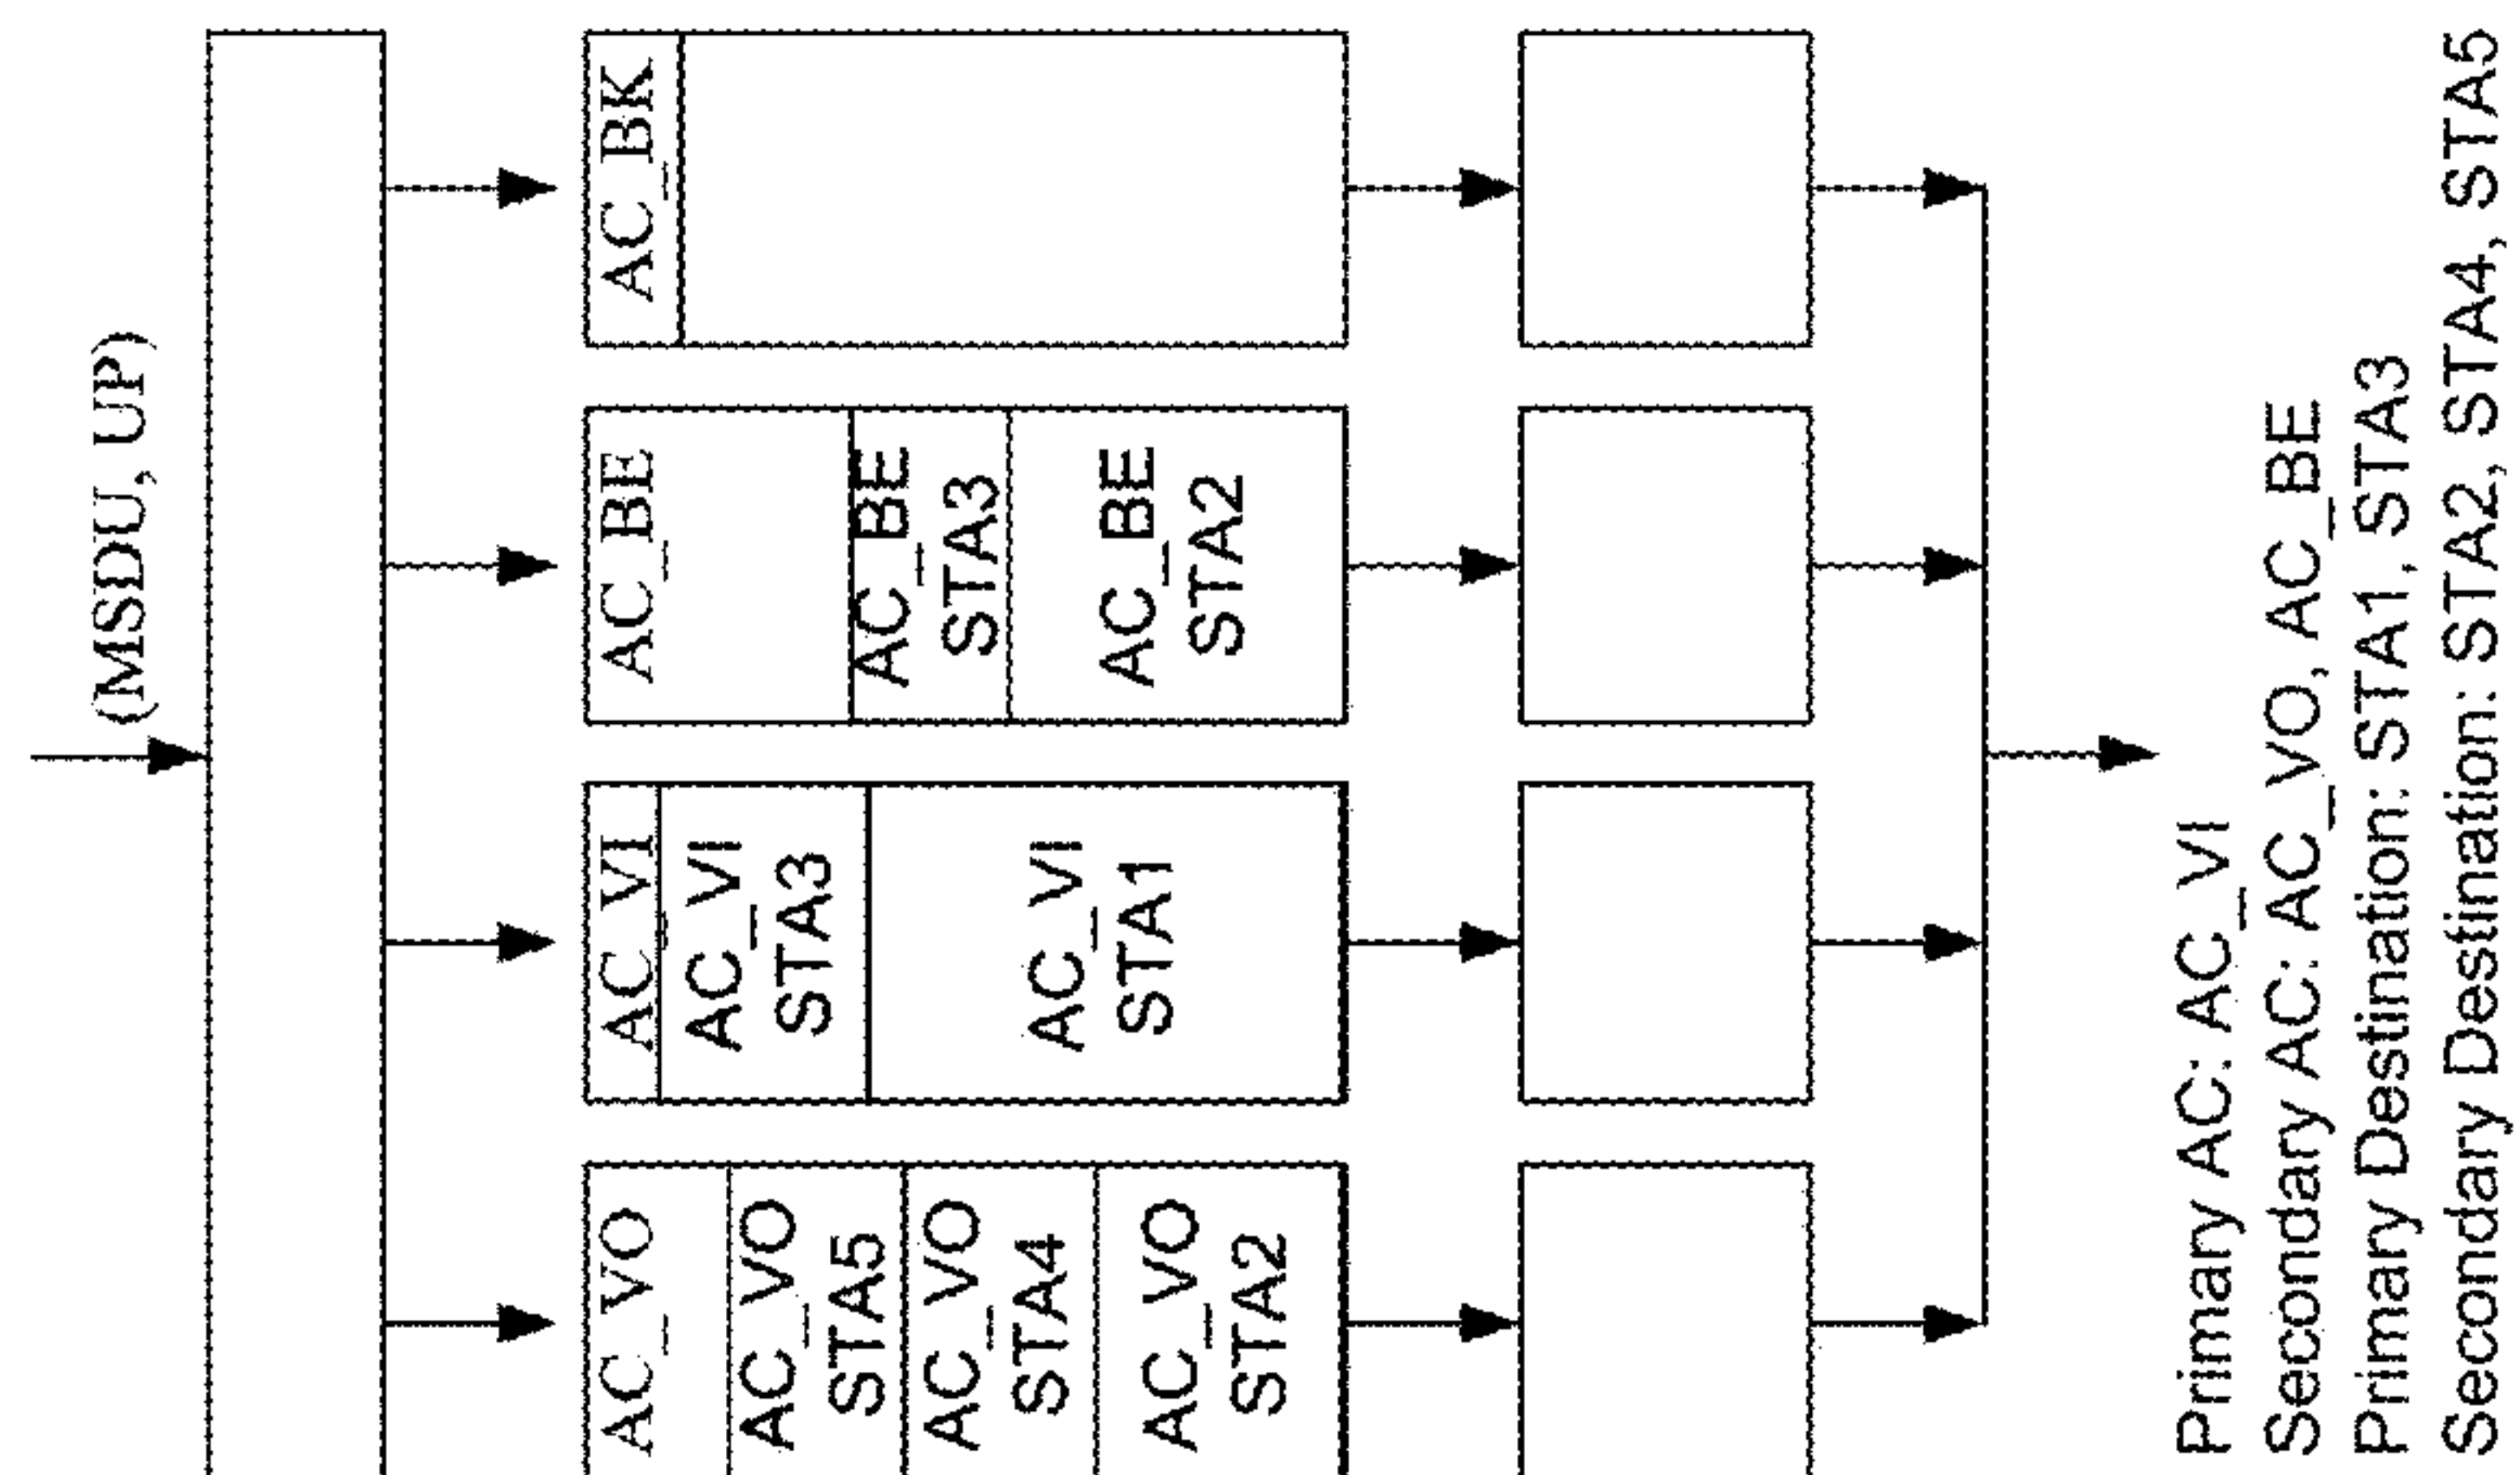 (MSDU, UP)
AC_VO
AC_VO
STA5
AC_VO
STA4
AC_VO
STA2
AC_VI
AC_VI
STA3
AC_VI
STA1
AC_BE
AC_BE
STA3
AC_BE
STA2
AC_BK
Primary AC: AC_VI
Secondary AC: AC_VO, AC_BE
Primary Destination: STA1, STA3
Secondary Destination: STA2, STA4, STA5